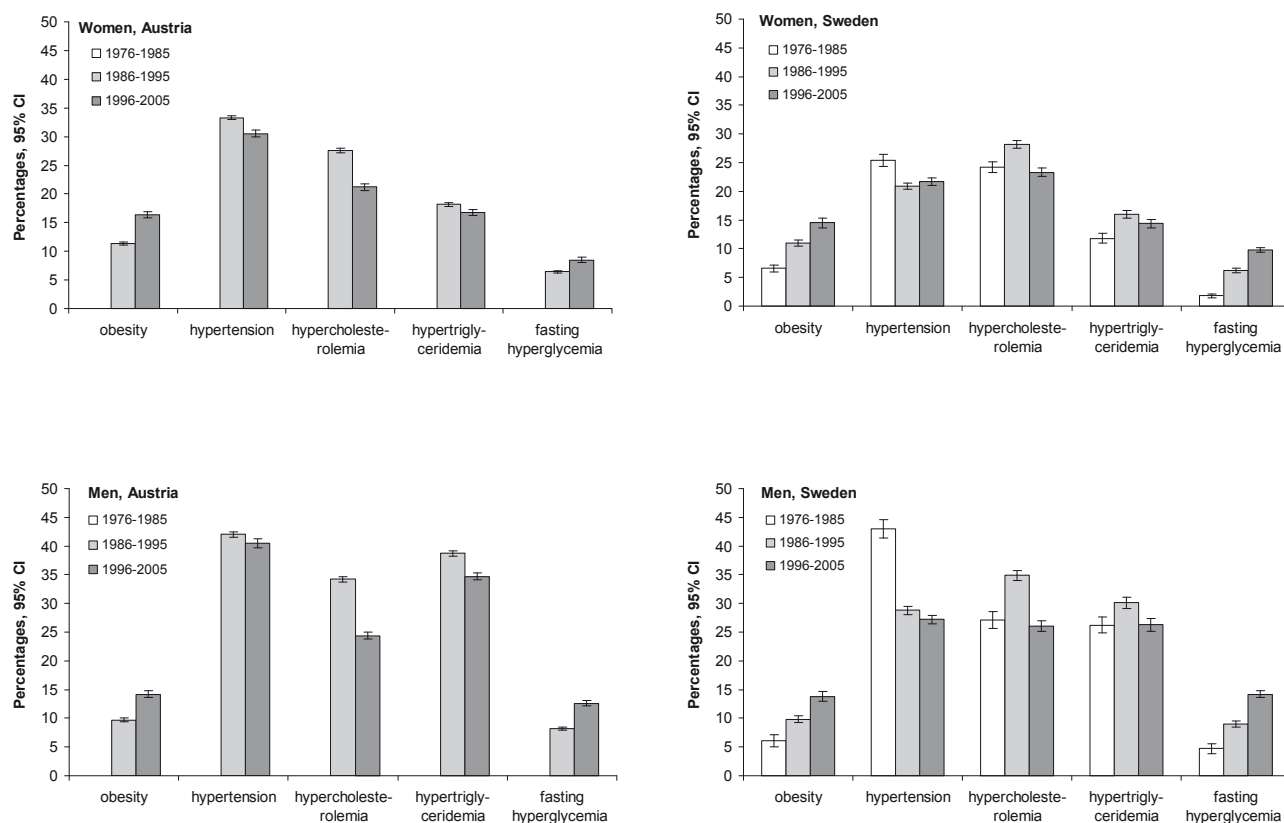 Women, Austria
1976-1985
1986-1995
1996-2005
Percentages, 95% CI
50
45
40
35
30
25
20
15
10
5
0
obesity
hypertension
hypercholeste-
rolemia
hypertrigly-
ceridemia
fasting
hyperglycemia
Women, Sweden
1976-1985
1986-1995
1996-2005
Percentages, 95% CI
50
45
40
35
30
25
20
15
10
5
0
obesity
hypertension
hypercholeste-
rolemia
hypertrigly-
ceridemia
fasting
hyperglycemia
Men, Austria
1976-1985
1986-1995
1996-2005
Percentages, 95% CI
50
45
40
35
30
25
20
15
10
5
0
obesity
hypertension
hypercholeste-
rolemia
hypertrigly-
ceridemia
fasting
hyperglycemia
Men, Sweden
1976-1985
1986-1995
1996-2005
Percentages, 95% CI
50
45
40
35
30
25
20
15
10
5
0
obesity
hypertension
hypercholeste-
rolemia
hypertrigly-
ceridemia
fasting
hyperglycemia